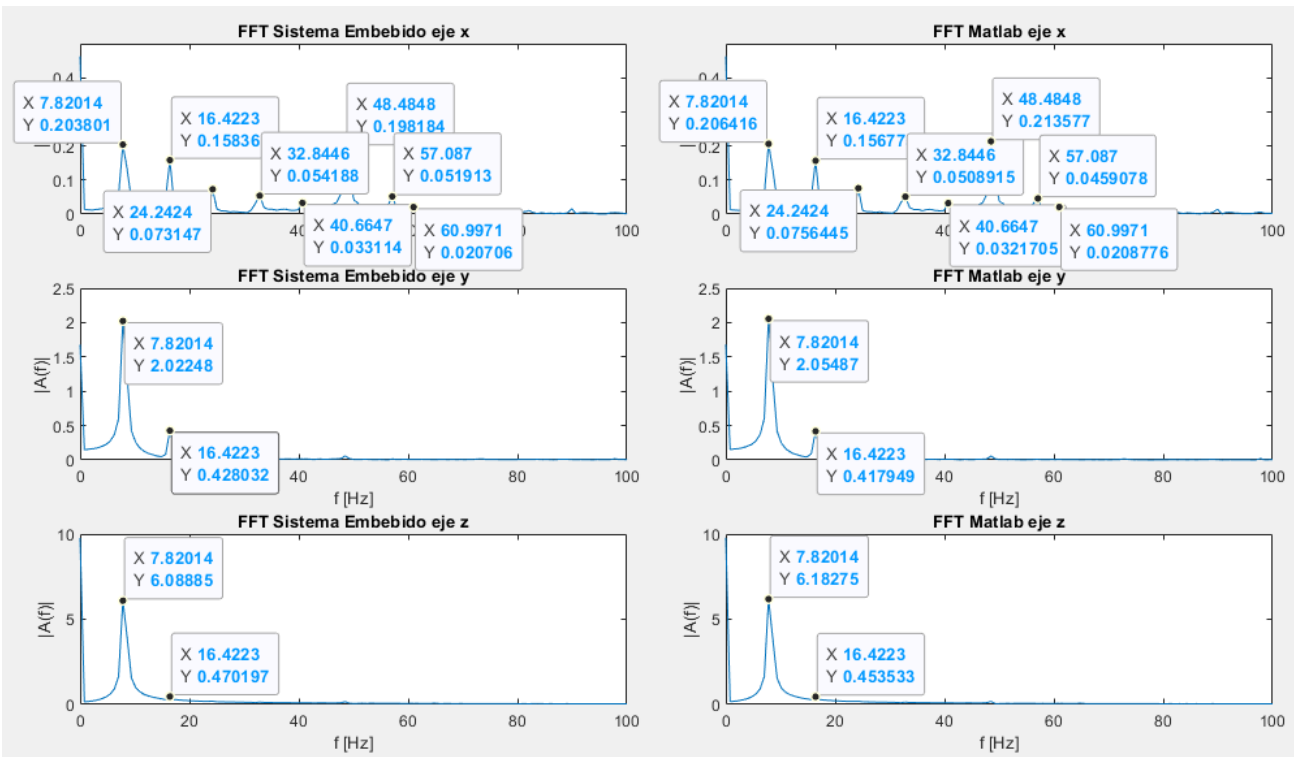 FFT Sistema Embebido eje x
0.4
X 7.82014
Y 0.203801
X 16.4223
Y 0.15836
X 48.4848
Y 0.198184
X 32.8446
Y 0.054188
X 57.087
Y 0.051913
0.2
0.1
0
X 24.2424
Y 0.073147
X 40.6647
Y 0.033114
X 60.9971
Y 0.020706
0 40 80 100
FFT Matlab eje x
0.4
X 7.82014
Y 0.206416
X 16.4223
Y 0.15677
X 48.4848
Y 0.213577
X 32.8446
Y 0.0508915
X 57.087
Y 0.0459078
0.2
0.1
0
X 24.2424
Y 0.0756445
X 40.6647
Y 0.0321705
X 60.9971
Y 0.0208776
0 40 80 100
FFT Sistema Embebido eje y
2.5
2
1.5
1
0.5
0
|A(f)|
X 7.82014
Y 2.02248
X 16.4223
Y 0.428032
0 40 60 80 100
f [Hz]
FFT Matlab eje y
2.5
2
1.5
1
0.5
0
|A(f)|
X 7.82014
Y 2.05487
X 16.4223
Y 0.417949
0 40 60 80 100
f [Hz]
FFT Sistema Embebido eje z
10
5
0
|A(f)|
X 7.82014
Y 6.08885
X 16.4223
Y 0.470197
0 20 40 60 80 100
f [Hz]
FFT Matlab eje z
10
5
0
|A(f)|
X 7.82014
Y 6.18275
X 16.4223
Y 0.453533
0 20 40 60 80 100
f [Hz]